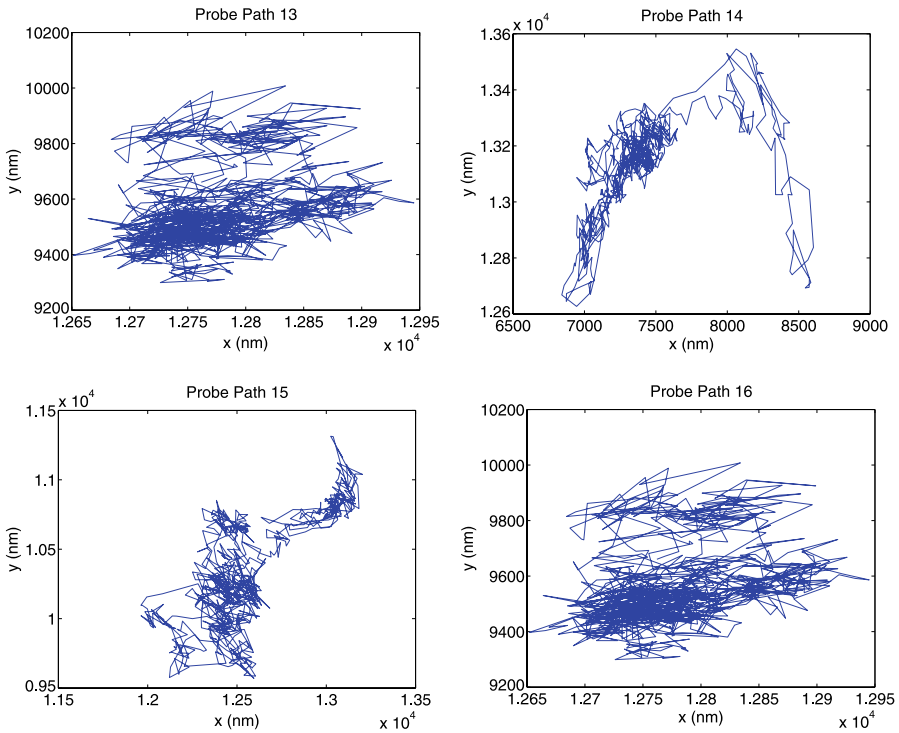 Probe Path 13
10200
10000
9800
9600
9400
9200
y (nm)
1.265 1.27 1.275 1.28 1.285 1.29 1.295
x (nm)
x 10^4
Probe Path 14
x 10^4
1.36
1.34
1.32
1.3
1.28
1.26
y (nm)
6500 7000 7500 8000 8500 9000
x (nm)
Probe Path 15
x 10^4
1.15
1.1
1.05
1
0.95
y (nm)
1.15 1.2 1.25 1.3 1.35
x (nm)
x 10^4
Probe Path 16
10200
10000
9800
9600
9400
9200
y (nm)
1.265 1.27 1.275 1.28 1.285 1.29 1.295
x (nm)
x 10^4